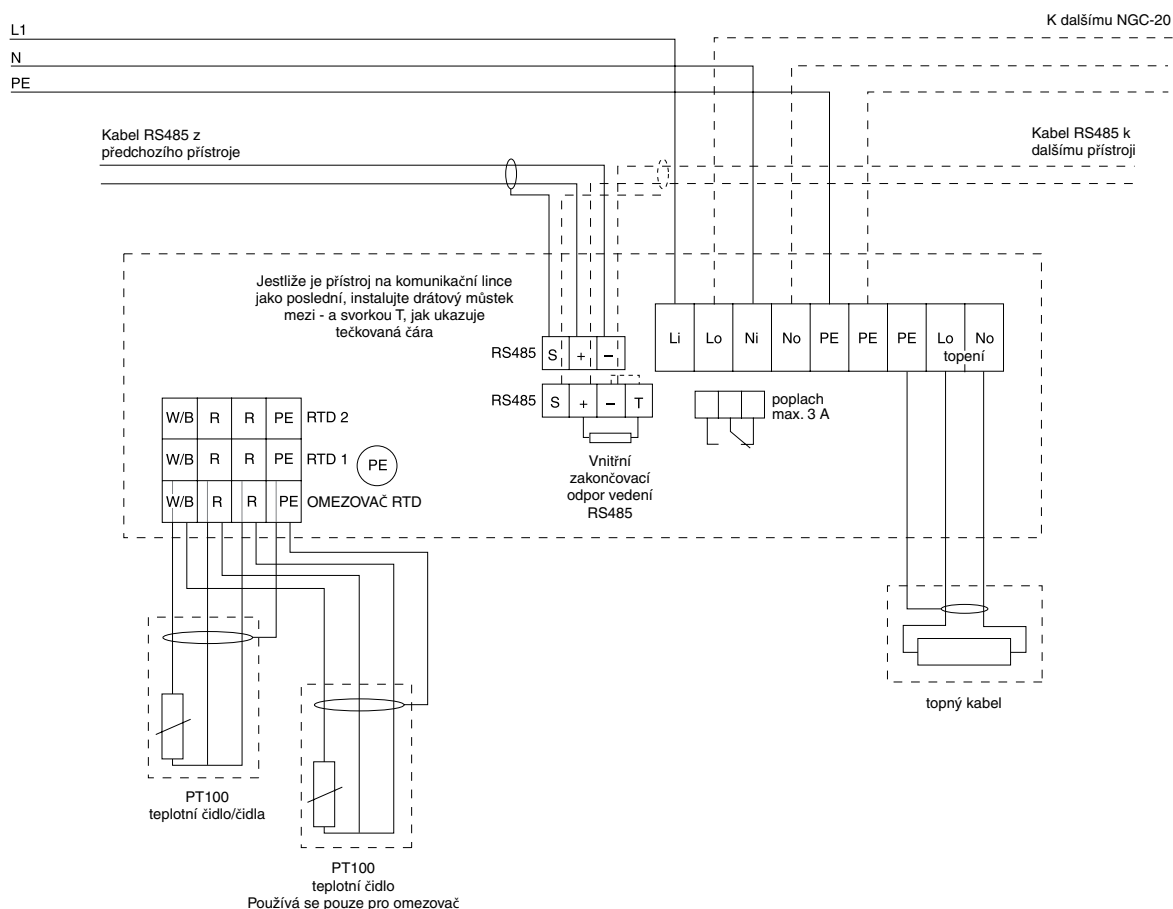 K dalšímu NGC-20
L1
N
PE
Kabel RS485 z
předchozího přístroje
Kabel RS485 k
dalšímu přístroji
Jestliže je přístroj na komunikační lince
jako poslední, instalujte drátový můstek
mezi - a svorkou T, jak ukazuje
tečkovaná čára
Li Lo Ni No PE PE PE Lo No
topení
RS485 S + –
RS485 S + – T
poplach
max. 3 A
Vnitřní
zakončovací
odpor vedení
RS485
W/B R R PE RTD 2
W/B R R PE RTD 1 PE
W/B R R PE OMEZOVAČ RTD
topný kabel
PT100
teplotní čidlo/čidla
PT100
teplotní čidlo
Používá se pouze pro omezovač